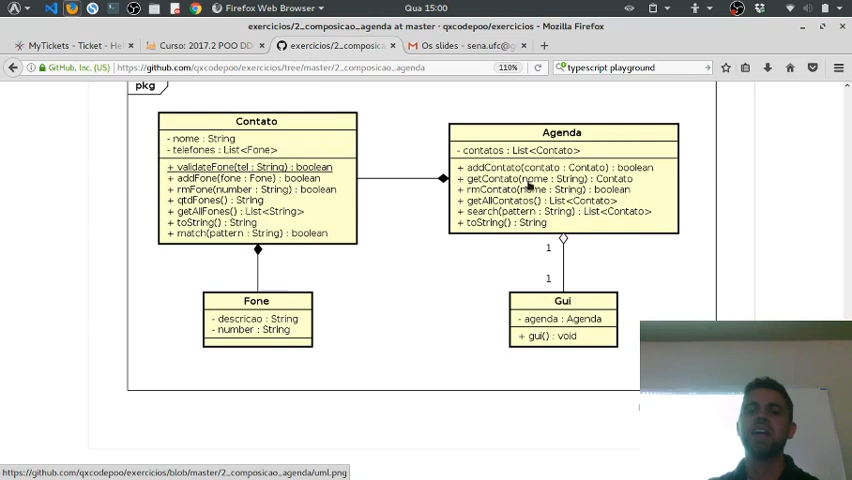 Firefox Web Browser
Qua 15:00
exercicios/2_composicao_agenda at master · qxcodepoo/exercicios - Mozilla Firefox
MyTickets - Ticket - He
Curso: 2017.2 POO DD
exercicios/2_composica
Os slides - sena.ufc@g
GitHub, Inc. (US)
https://github.com/qxcodepoo/exercicios/tree/master/2_composicao_agenda
110%
typescript playground
pkg
Contato
- nome : String
- telefones : List<Fone>
+ validateFone(tel : String) : boolean
+ addFone(fone : Fone) : boolean
+ rmFone(number : String) : boolean
+ qtdFones() : String
+ getAllFones() : List<String>
+ toString() : String
+ match(pattern : String) : boolean
Agenda
- contatos : List<Contato>
+ addContato(contato : Contato) : boolean
+ getContato(nome : String) : Contato
+ rmContato(nome : String) : boolean
+ getAllContatos() : List<Contato>
+ search(pattern : String) : List<Contato>
+ toString() : String
1
1
Fone
- descricao : String
- number : String
Gui
- agenda : Agenda
+ gui() : void
https://github.com/qxcodepoo/exercicios/blob/master/2_composicao_agenda/uml.png